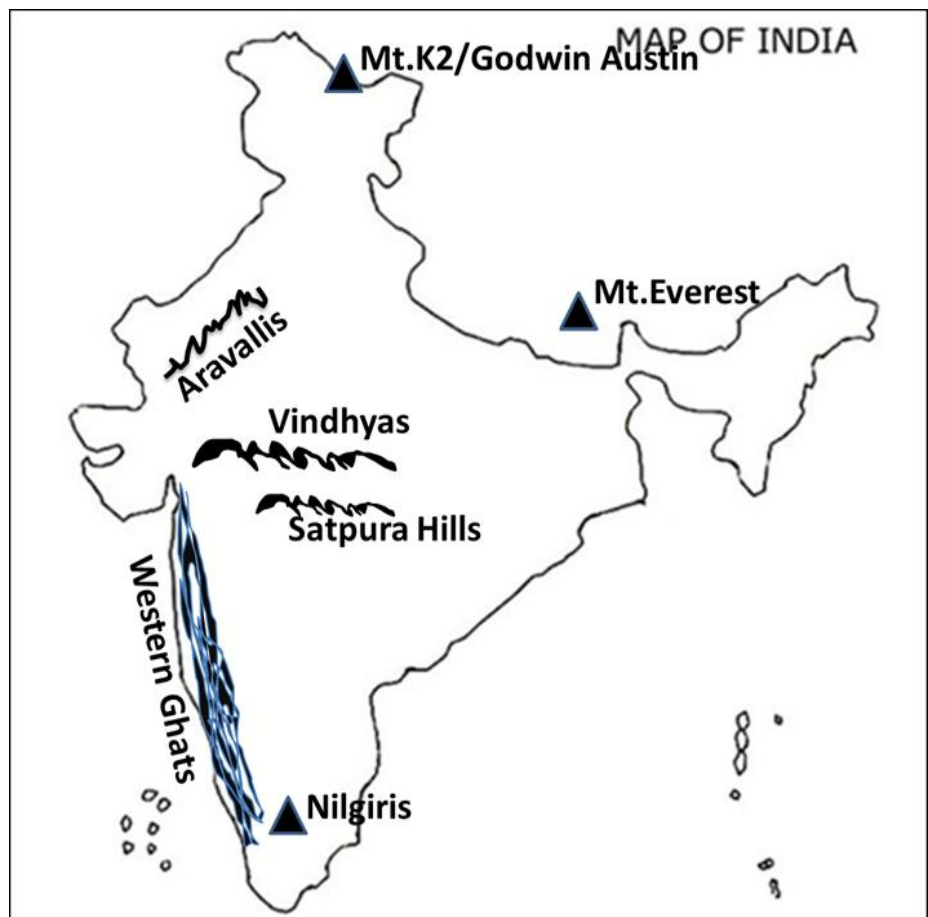 MAP OF INDIA
Mt.K2/Godwin Austin
Mt.Everest
Aravallis
Vindhyas
Satpura Hills
Western Ghats
Nilgiris